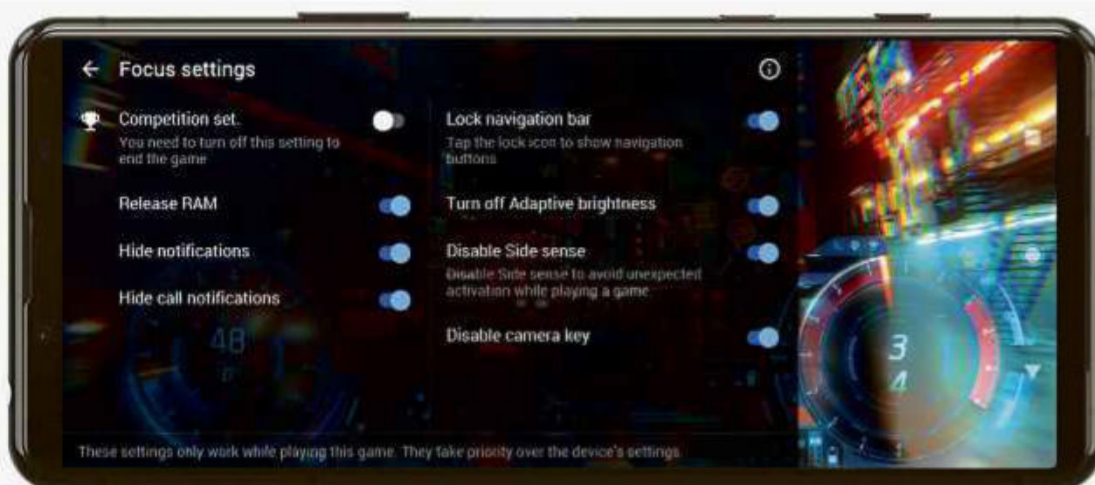 Focus settings
Competition set.
You need to turn off this setting to
end the game
Release RAM
Hide notifications
Hide call notifications
Lock navigation bar
Tap the lock icon to show navigation
buttons
Turn off Adaptive brightness
Disable Side sense
Disable Side sense to avoid unexpected
activation while playing a game
Disable camera key
48
3
4
These settings only work while playing this game. They take priority over the device's settings.